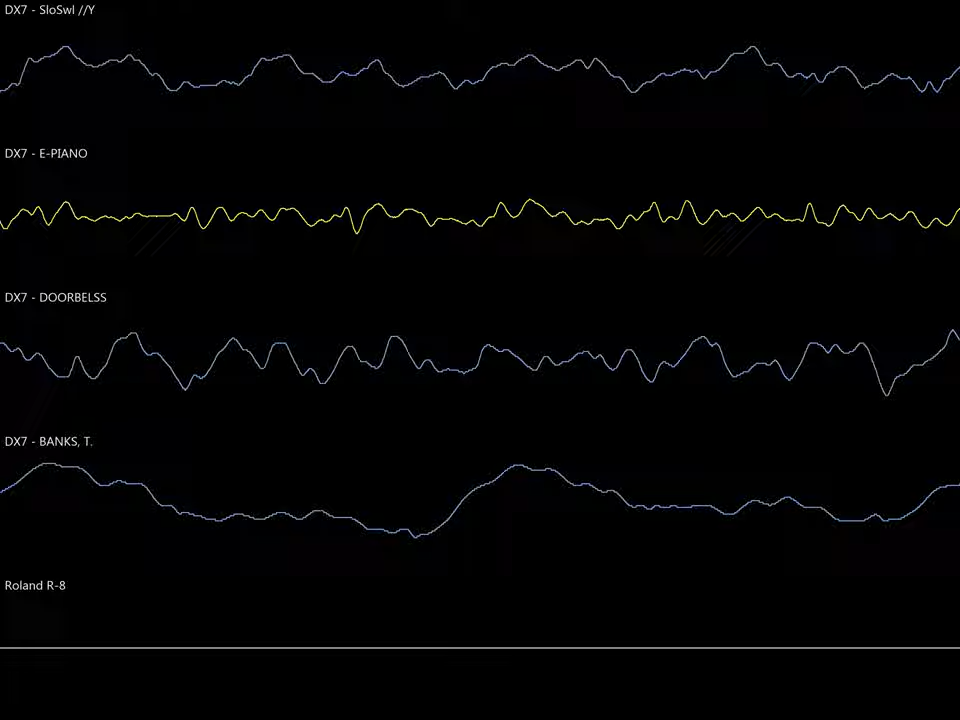 DX7 - SloSwl //Y
DX7 - E-PIANO
DX7 - DOORBELSS
DX7 - BANKS, T.
Roland R-8